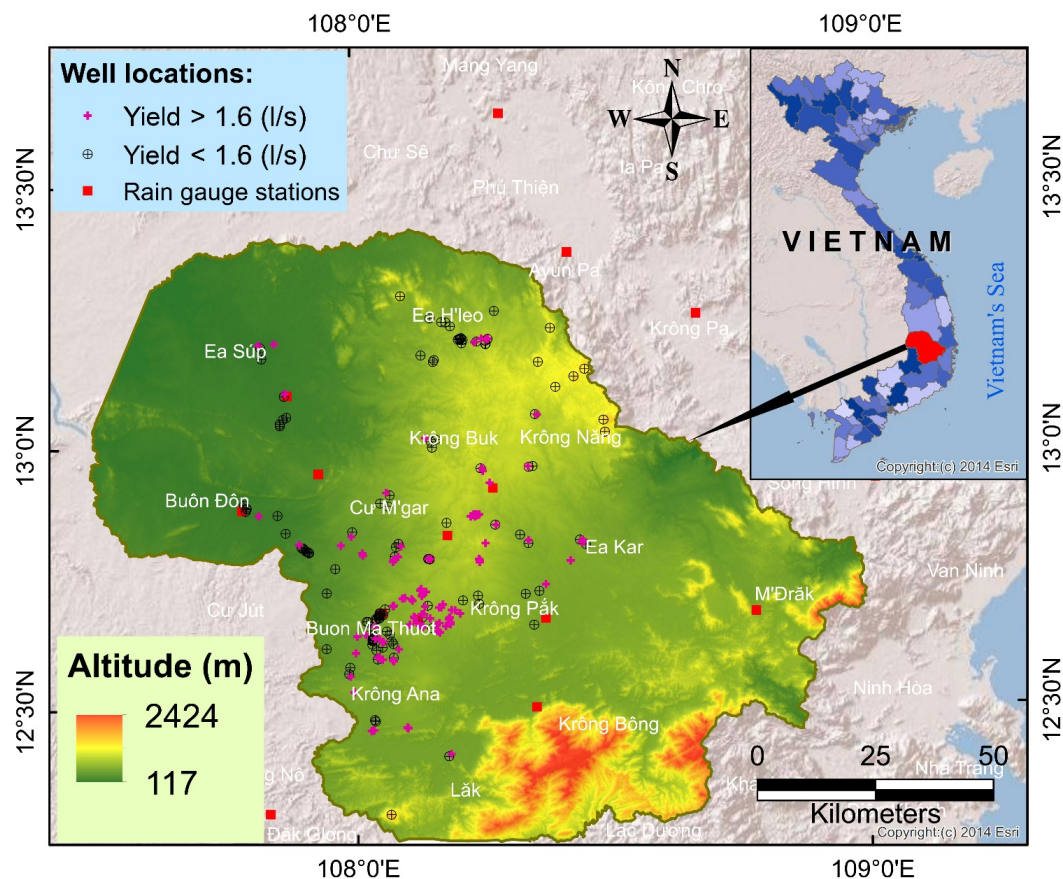 108°0'E
109°0'E
Well locations:
Yield > 1.6 (l/s)
Yield < 1.6 (l/s)
Rain gauge stations
Mang Yang
Kông Chro
N
W
E
S
Chư Sê
Ia Pa
Phú Thiện
13°30'N
13°30'N
VIETNAM
Vietnam's Sea
Copyright:(c) 2014 Esri
Ayun Pa
Krông Pa
Ea H'leo
Ea Súp
13°0'N
13°0'N
Krông Buk
Krông Năng
Sông Hinh
Buôn Đôn
Cư M'gar
Ea Kar
Vạn Ninh
M'Đrăk
Cư Jút
Krông Pắk
Buon Ma Thuot
Altitude (m)
2424
117
Krông Ana
Ninh Hòa
12°30'N
12°30'N
Krông Bông
0
25
50
Nha Trang
Lăk
Kilometers
Đăk Glong
Lạc Dương
Copyright:(c) 2014 Esri
108°0'E
109°0'E